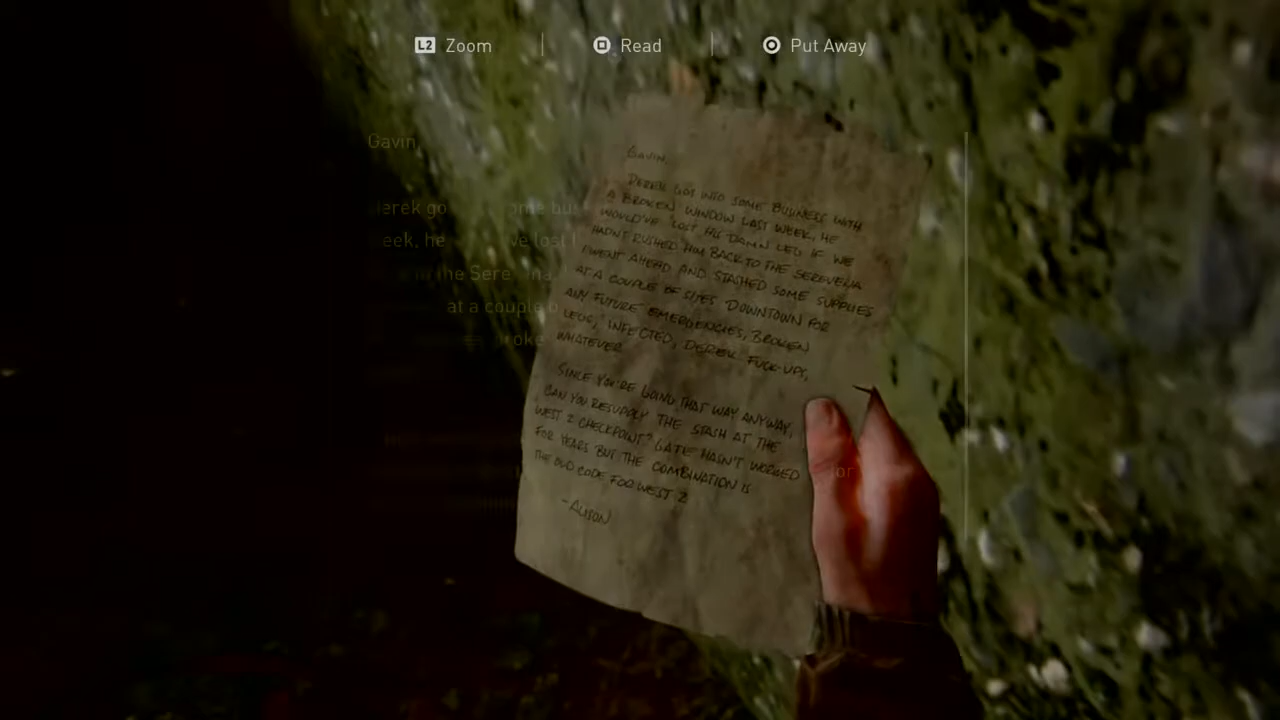 L2 Zoom | Read | Put Away
Gavin
GAVIN,
DEREK GOT INTO SOME BUSINESS WITH
A BROKEN WINDOW LAST WEEK, HE
WOULD'VE LOST HIS DAMN LEG IF WE
HADN'T RUSHED HIM BACK TO THE SEREVENA
I WENT AHEAD AND STASHED SOME SUPPLIES
AT A COUPLE OF SITES DOWNTOWN FOR
ANY FUTURE EMERGENCIES, BROKEN
LEGS, INFECTED, DEREK FUCK-UPS,
WHATEVER
SINCE YOU'RE GOING THAT WAY ANYWAY,
CAN YOU RESUPPLY THE STASH AT THE
WEST 2 CHECKPOINT? GATE HASN'T WORKED
FOR YEARS BUT THE COMBINATION IS
THE OLD CODE FOR WEST 2
-ALISON